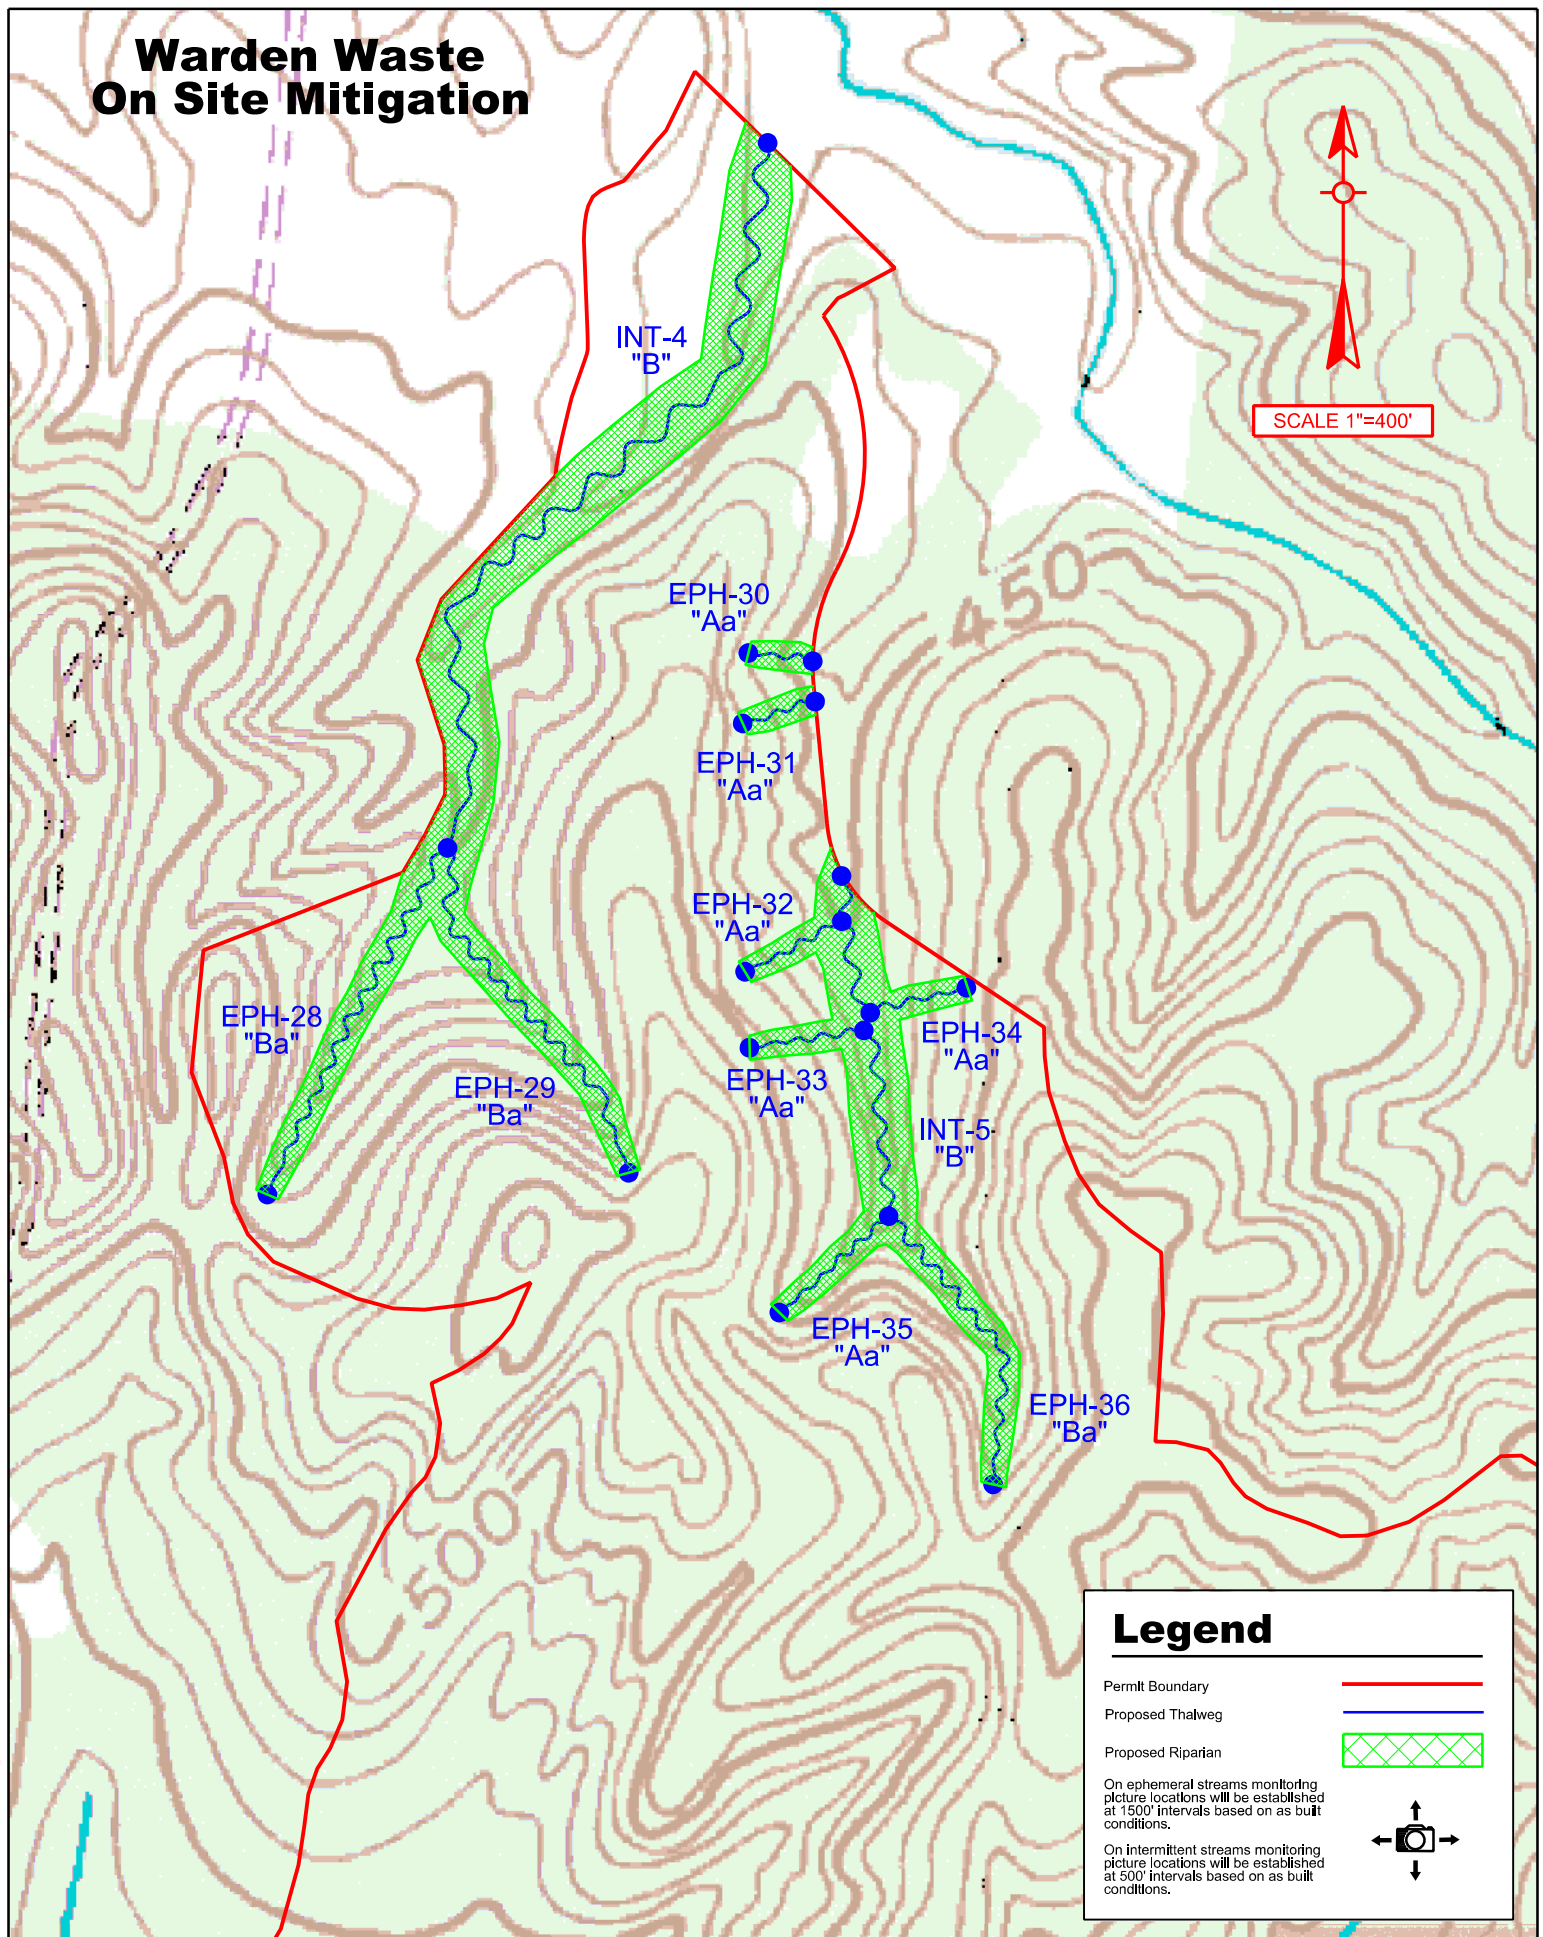 Warden Waste
On Site Mitigation
INT-4
"B"
SCALE 1"=400'
450
EPH-30
"Aa"
EPH-31
"Aa"
EPH-32
"Aa"
EPH-28
"Ba"
EPH-34
"Aa"
EPH-29
"Ba"
EPH-33
"Aa"
INT-5
"B"
EPH-35
"Aa"
EPH-36
"Ba"
500
Legend
Permit Boundary
Proposed Thalweg
Proposed Riparian
On ephemeral streams monitoring
picture locations will be established
at 1500' intervals based on as built
conditions.
On intermittent streams monitoring
picture locations will be established
at 500' intervals based on as built
conditions.